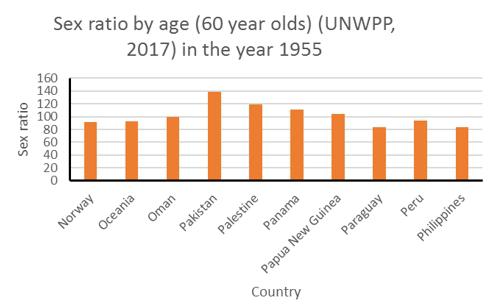 Sex ratio by age (60 year olds) (UNWPP,
2017) in the year 1955
Sex ratio
160
140
120
100
80
60
40
20
0
Norway
Oceania
Oman
Pakistan
Palestine
Panama
Papua New Guinea
Paraguay
Peru
Philippines
Country